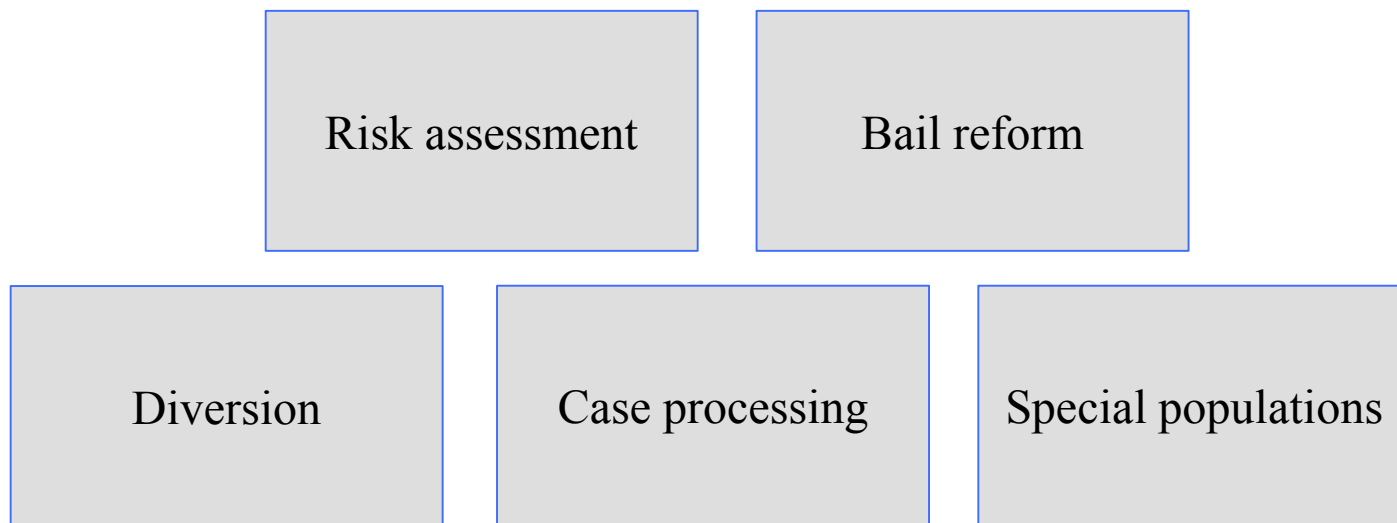 Risk assessment
Bail reform
Diversion
Case processing
Special populations